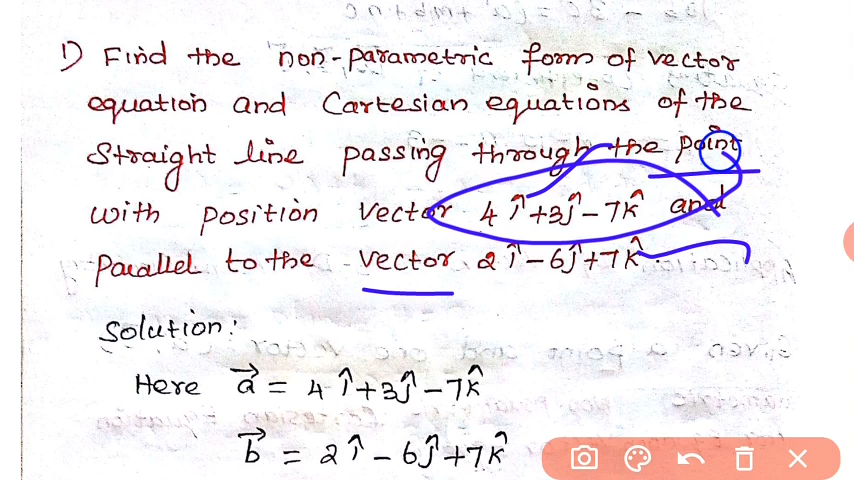 1) Find the non-parametric form of vector
equation and Cartesian equations of the
Straight line passing through the point
with position vector 4î+3ĵ-7k̂ and
Parallel to the vector 2î-6ĵ+7k̂
Solution:
Here a⃗ = 4î+3ĵ-7k̂
b⃗ = 2î-6ĵ+7k̂